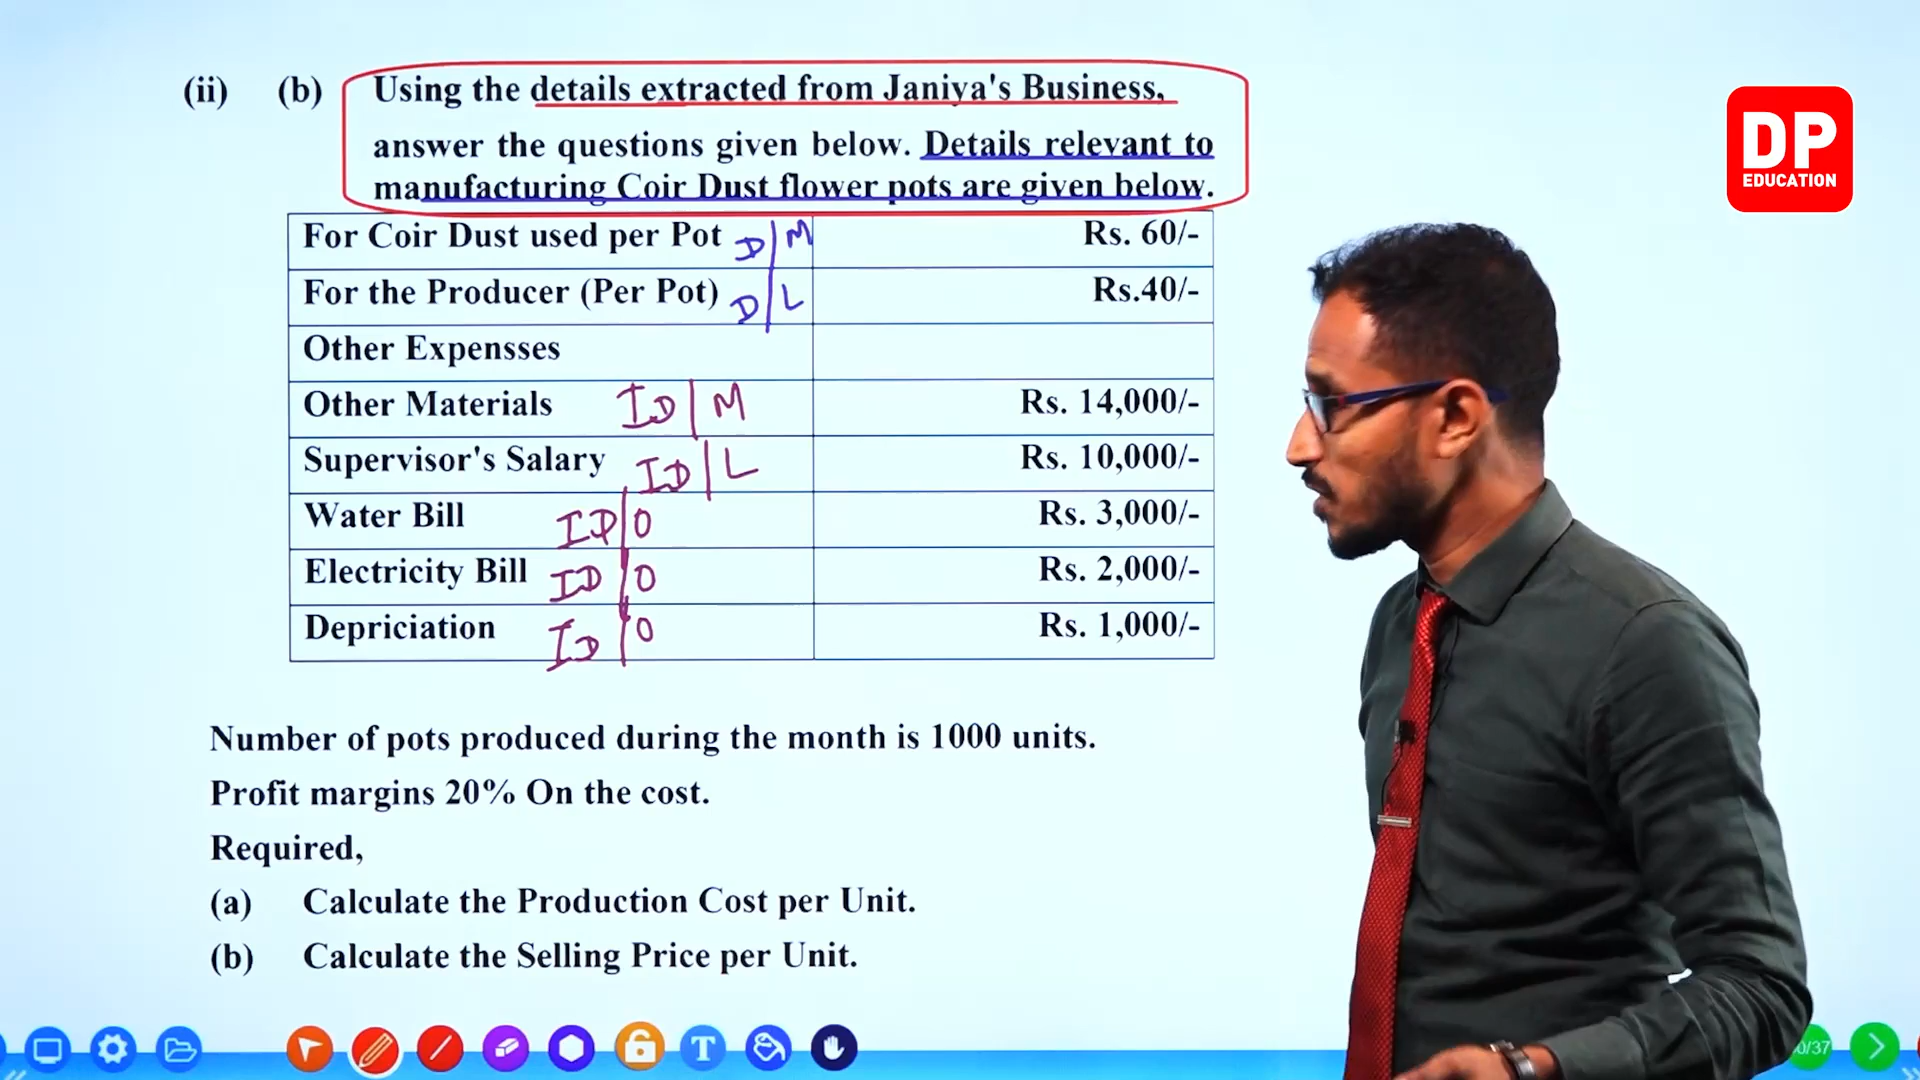 (ii) (b) Using the details extracted from Janiya's Business,
answer the questions given below. Details relevant to
manufacturing Coir Dust flower pots are given below.
For Coir Dust used per Pot D | M Rs. 60/-
For the Producer (Per Pot) D | L Rs.40/-
Other Expensses
Other Materials ID | M Rs. 14,000/-
Supervisor's Salary ID | L Rs. 10,000/-
Water Bill ID | O Rs. 3,000/-
Electricity Bill ID | O Rs. 2,000/-
Depriciation ID | O Rs. 1,000/-
Number of pots produced during the month is 1000 units.
Profit margins 20% On the cost.
Required,
(a) Calculate the Production Cost per Unit.
(b) Calculate the Selling Price per Unit.
DP
EDUCATION
T
0/37